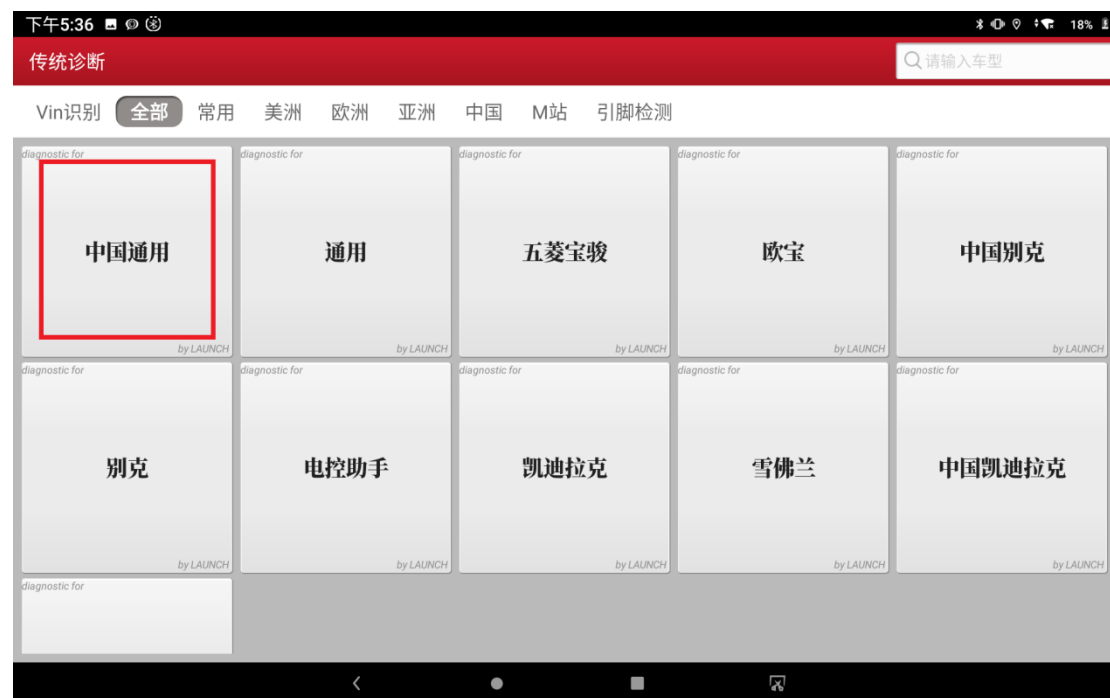 下午5:36 18%
传统诊断 请输入车型
Vin识别 全部 常用 美洲 欧洲 亚洲 中国 M站 引脚检测
diagnostic for diagnostic for diagnostic for diagnostic for diagnostic for
中国通用 通用 五菱宝骏 欧宝 中国别克
by LAUNCH by LAUNCH by LAUNCH by LAUNCH by LAUNCH
diagnostic for diagnostic for diagnostic for diagnostic for diagnostic for
别克 电控助手 凯迪拉克 雪佛兰 中国凯迪拉克
by LAUNCH by LAUNCH by LAUNCH by LAUNCH by LAUNCH
diagnostic for